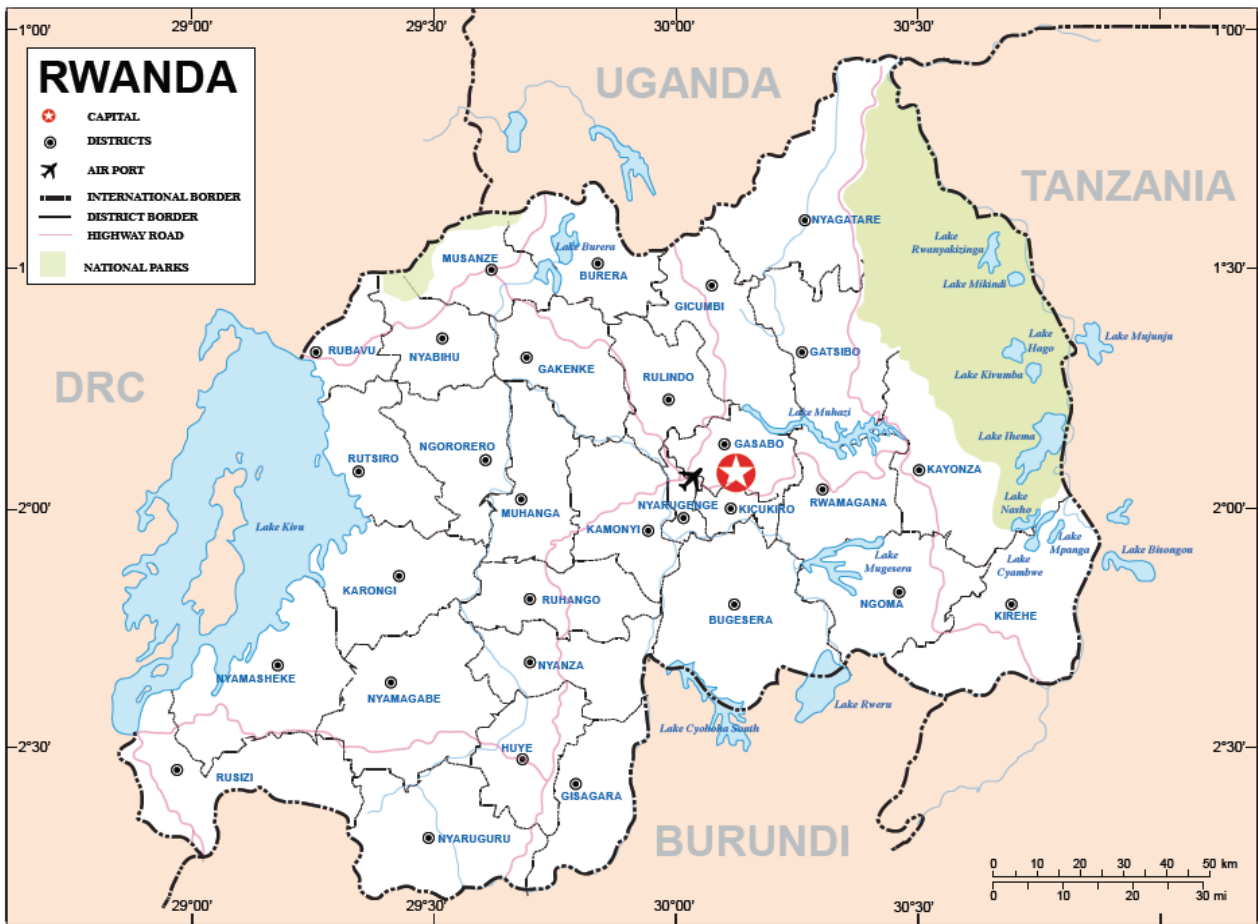 29°00'
29°30'
30°00'
30°30'
1°00'
1°00'
RWANDA
CAPITAL
DISTRICTS
AIR PORT
INTERNATIONAL BORDER
DISTRICT BORDER
HIGHWAY ROAD
NATIONAL PARKS
UGANDA
TANZANIA
DRC
BURUNDI
NYAGATARE
Lake
Rwanyakizinga
Lake Burera
MUSANZE
BURERA
1°30'
GICUMBI
Lake Mikindi
Lake
Hago
Lake Mujunju
RUBAVU
NYABIHU
GAKENKE
GATSIBO
Lake Kivumba
RULINDO
Lake Muhazi
Lake Ihema
NGORORERO
GASABO
RUTSIRO
KAYONZA
RWAMAGANA
Lake
Nasho
2°00'
2°00'
MUHANGA
NYARUGENGE
KICUKIRO
KAMONYI
Lake Kivu
Lake
Mpanga
Lake
Cyambwe
Lake Bisongou
Lake
Mugesera
KARONGI
RUHANGO
BUGESERA
NGOMA
KIREHE
NYANZA
NYAMASHEKE
NYAMAGABE
Lake Rweru
Lake Cyohoha South
2°30'
2°30'
HUYE
RUSIZI
GISAGARA
NYARUGURU
0 10 20 30 40 50 km
0 10 20 30 mi
29°00'
29°30'
30°00'
30°30'